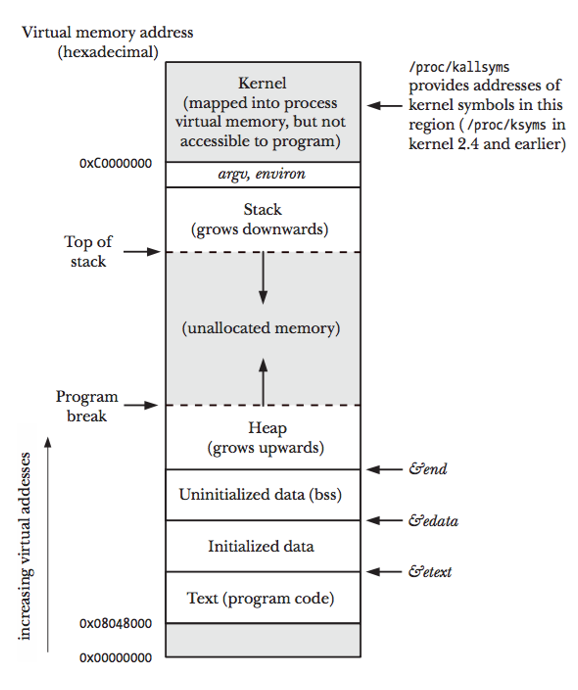 Virtual memory address
(hexadecimal)
/proc/kallsyms
provides addresses of
kernel symbols in this
region (/proc/ksyms in
kernel 2.4 and earlier)
Kernel
(mapped into process
virtual memory, but not
accessible to program)
0xC0000000
argv, environ
Stack
(grows downwards)
Top of
stack
(unallocated memory)
Program
break
Heap
(grows upwards)
&end
Uninitialized data (bss)
&edata
Initialized data
&etext
Text (program code)
0x08048000
0x00000000
increasing virtual addesses